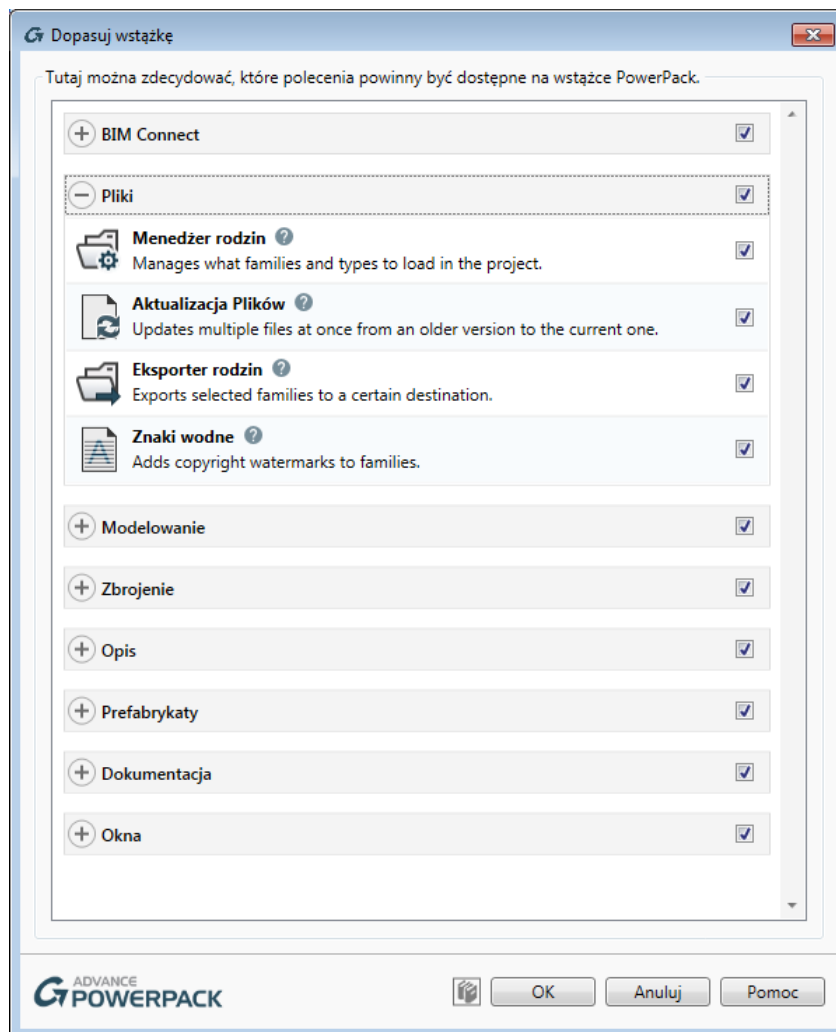 Dopasuj wstążkę
Tutaj można zdecydować, które polecenia powinny być dostępne na wstążce PowerPack.
BIM Connect
Pliki
Menedżer rodzin
Manages what families and types to load in the project.
Aktualizacja Plików
Updates multiple files at once from an older version to the current one.
Eksporter rodzin
Exports selected families to a certain destination.
Znaki wodne
Adds copyright watermarks to families.
Modelowanie
Zbrojenie
Opis
Prefabrykaty
Dokumentacja
Okna
ADVANCE
POWERPACK
OK Anuluj Pomoc